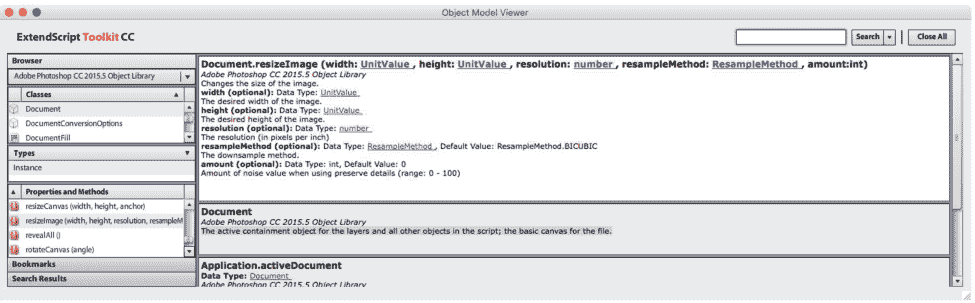 Object Model Viewer
ExtendScript Toolkit CC
Search
Close All
Browser
Adobe Photoshop CC 2015.5 Object Library
Classes
Document
DocumentConversionOptions
DocumentFill
Types
Instance
Properties and Methods
resizeCanvas (width, height, anchor)
resizeImage (width, height, resolution, resampleM
revealAll ()
rotateCanvas (angle)
Bookmarks
Search Results
Document.resizeImage (width: UnitValue , height: UnitValue , resolution: number , resampleMethod: ResampleMethod , amount:int)
Adobe Photoshop CC 2015.5 Object Library
Changes the size of the image.
width (optional): Data Type: UnitValue
The desired width of the image.
height (optional): Data Type: UnitValue
The desired height of the image.
resolution (optional): Data Type: number
The resolution (in pixels per inch)
resampleMethod (optional): Data Type: ResampleMethod , Default Value: ResampleMethod.BICUBIC
The downsample method.
amount (optional): Data Type: int, Default Value: 0
Amount of noise value when using preserve details (range: 0 - 100)
Document
Adobe Photoshop CC 2015.5 Object Library
The active containment object for the layers and all other objects in the script; the basic canvas for the file.
Application.activeDocument
Data Type: Document
Adobe Photoshop CC 2015.5 Object Library